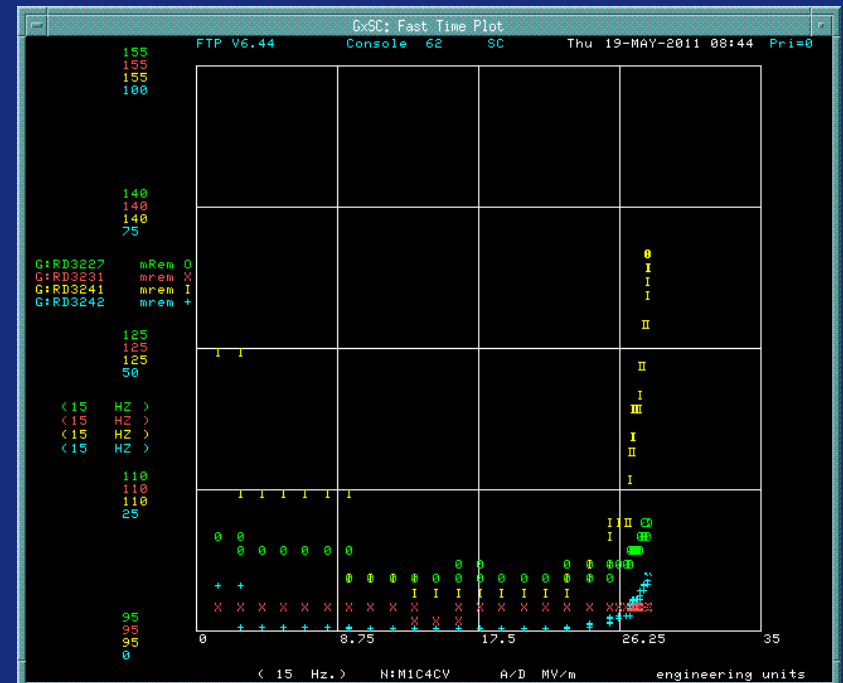 GxSC: Fast Time Plot
FTP V6.44 Console 62 SC Thu 19-MAY-2011 08:44 Pri=0
155
155
155
100
140
140
140
75
G:RD3227 mRem O
G:RD3231 mrem X
G:RD3241 mrem I
G:RD3242 mrem +
125
125
125
50
(15 HZ )
(15 HZ )
(15 HZ )
(15 HZ )
110
110
110
25
95
95
95
0
0 8.75 17.5 26.25 35
( 15 Hz.) N:M1C4CV A/D MV/m engineering units